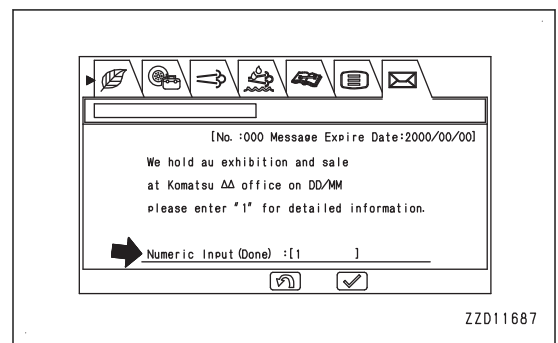 [No. :000 Message Expire Date:2000/00/00]
We hold au exhibition and sale
at Komatsu ΔΔ office on DD/MM
please enter "1" for detailed information.
Numeric Input(Done) :[1 ]
ZZD11687